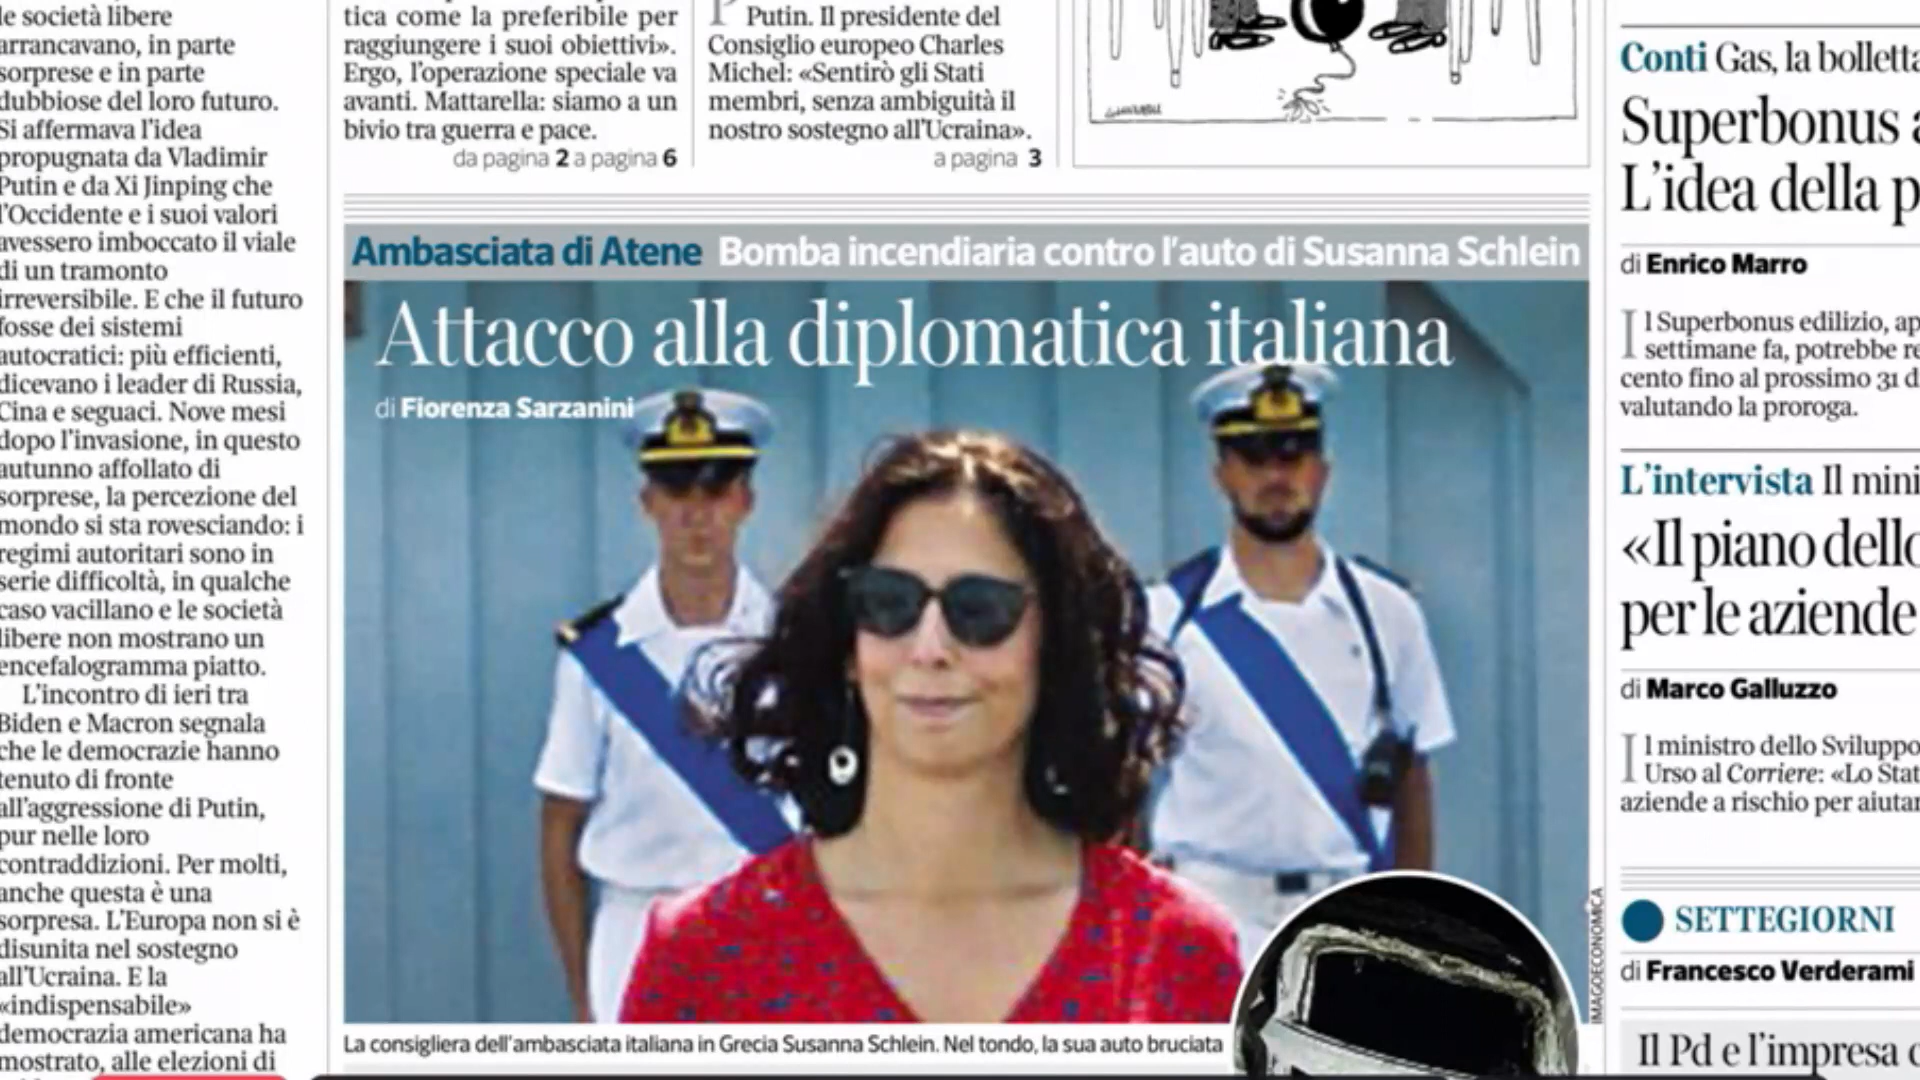 le società libere
arrancavano, in parte
sorprese e in parte
dubbiose del loro futuro.
Si affermava l'idea
propugnata da Vladimir
Putin e da Xi Jinping che
l'Occidente e i suoi valori
avessero imboccato il viale
di un tramonto
irreversibile. E che il futuro
fosse dei sistemi
autocratici: più efficienti,
dicevano i leader di Russia,
Cina e seguaci. Nove mesi
dopo l'invasione, in questo
autunno affollato di
sorprese, la percezione del
mondo si sta rovesciando: i
regimi autoritari sono in
serie difficoltà, in qualche
caso vacillano e le società
libere non mostrano un
encefalogramma piatto.
L'incontro di ieri tra
Biden e Macron segnala
che le democrazie hanno
tenuto di fronte
all'aggressione di Putin,
pur nelle loro
contraddizioni. Per molti,
anche questa è una
sorpresa. L'Europa non si è
disunita nel sostegno
all'Ucraina. E la
«indispensabile»
democrazia americana ha
mostrato, alle elezioni di
tica come la preferibile per
raggiungere i suoi obiettivi».
Ergo, l'operazione speciale va
avanti. Mattarella: siamo a un
bivio tra guerra e pace.
da pagina 2 a pagina 6
Putin. Il presidente del
Consiglio europeo Charles
Michel: «Sentirò gli Stati
membri, senza ambiguità il
nostro sostegno all'Ucraina».
a pagina 3
Ambasciata di Atene Bomba incendiaria contro l'auto di Susanna Schlein
Attacco alla diplomatica italiana
di Fiorenza Sarzanini
IMAGOECONOMICA
La consigliera dell'ambasciata italiana in Grecia Susanna Schlein. Nel tondo, la sua auto bruciata
Conti Gas, la bolletta
Superbonus a
L'idea della p
di Enrico Marro
Il Superbonus edilizio, ap
settimane fa, potrebbe re
cento fino al prossimo 31 d
valutando la proroga.
L'intervista Il mini
«Il piano dello
per le aziende
di Marco Galluzzo
Il ministro dello Sviluppo
Urso al Corriere: «Lo Stat
aziende a rischio per aiutar
SETTEGIORNI
di Francesco Verderami
Il Pd e l'impresa c